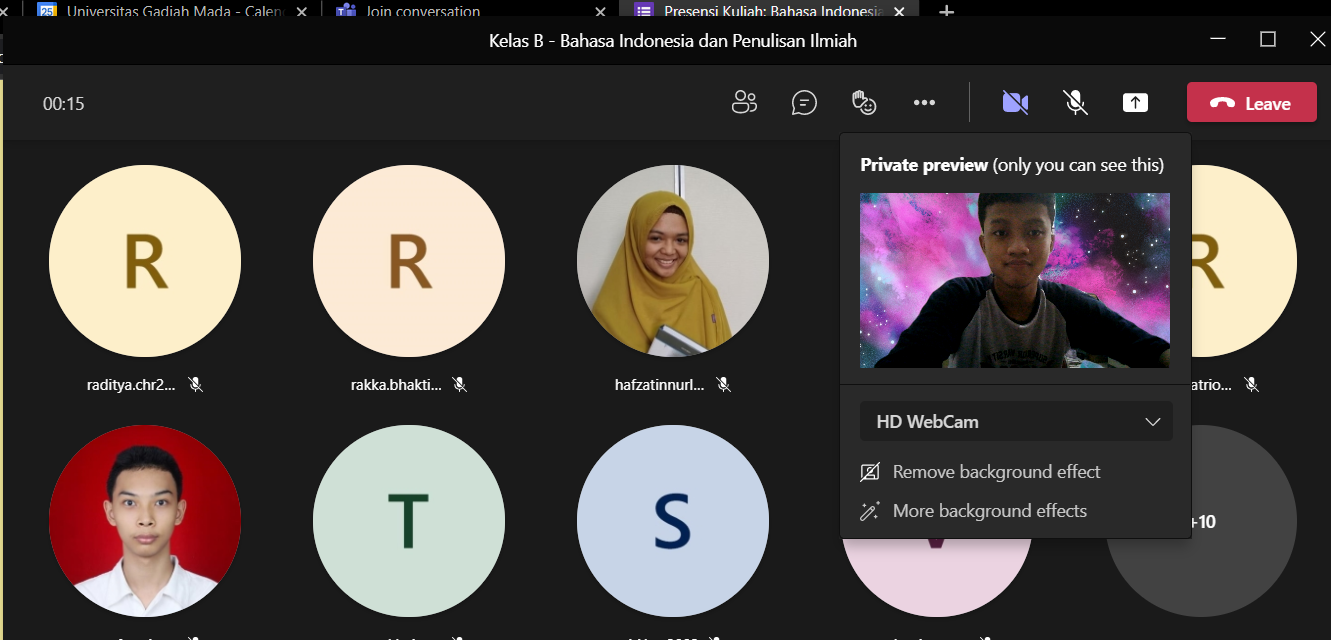 25 Universitas Gadjah Mada - Calen
Join conversation
Presensi Kuliah: Bahasa Indonesia
Kelas B - Bahasa Indonesia dan Penulisan Ilmiah
00:15
Leave
Private preview (only you can see this)
R
R
R
raditya.chr2...
rakka.bhakti...
hafzatinnurl...
atrio...
HD WebCam
Remove background effect
More background effects
T
S
+10